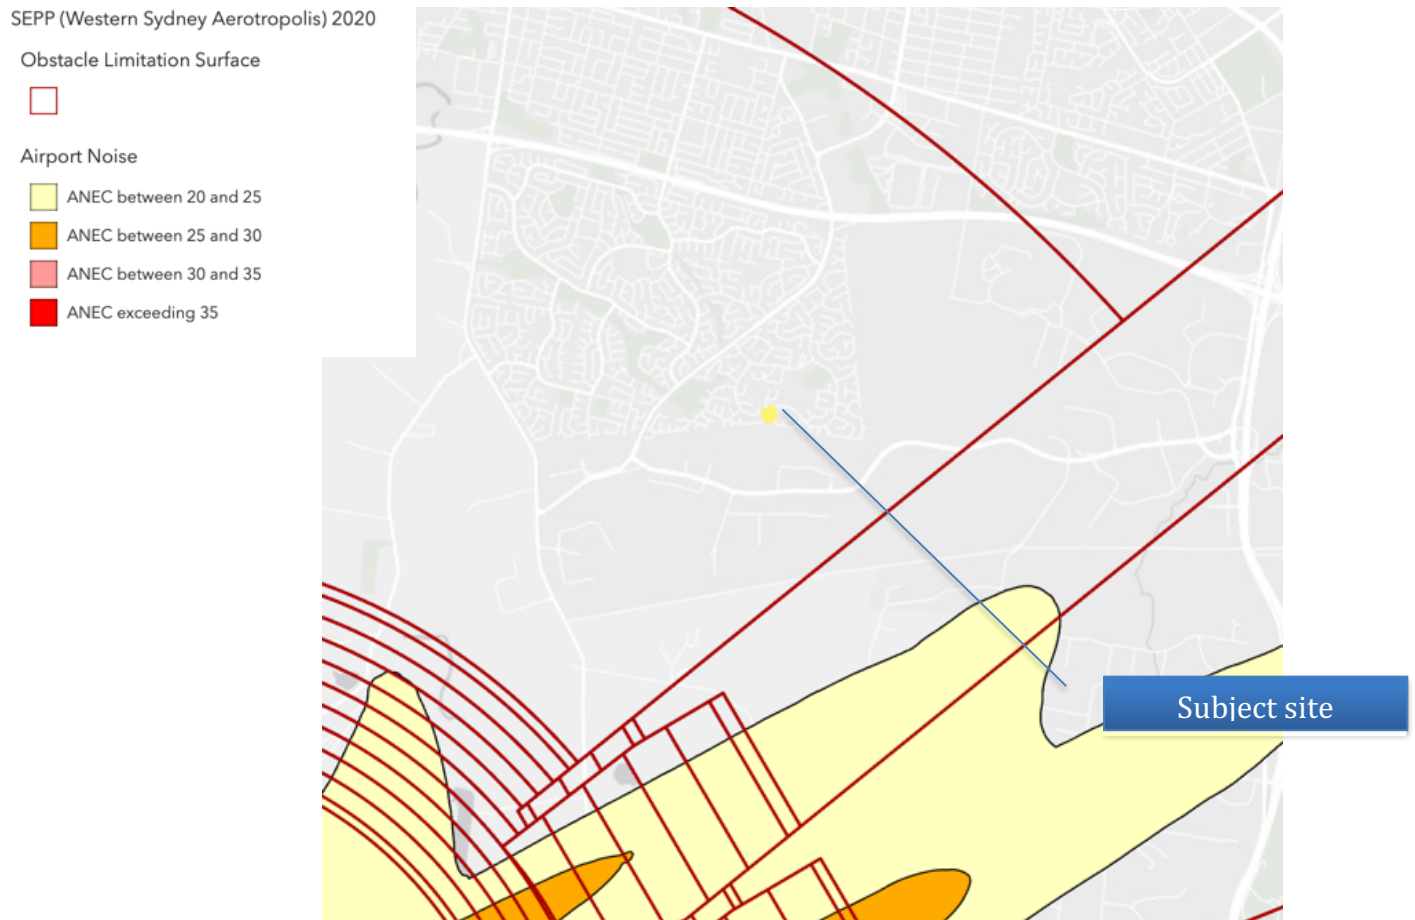 SEPP (Western Sydney Aerotropolis) 2020
Obstacle Limitation Surface
Airport Noise
ANEC between 20 and 25
ANEC between 25 and 30
ANEC between 30 and 35
ANEC exceeding 35
Subject site